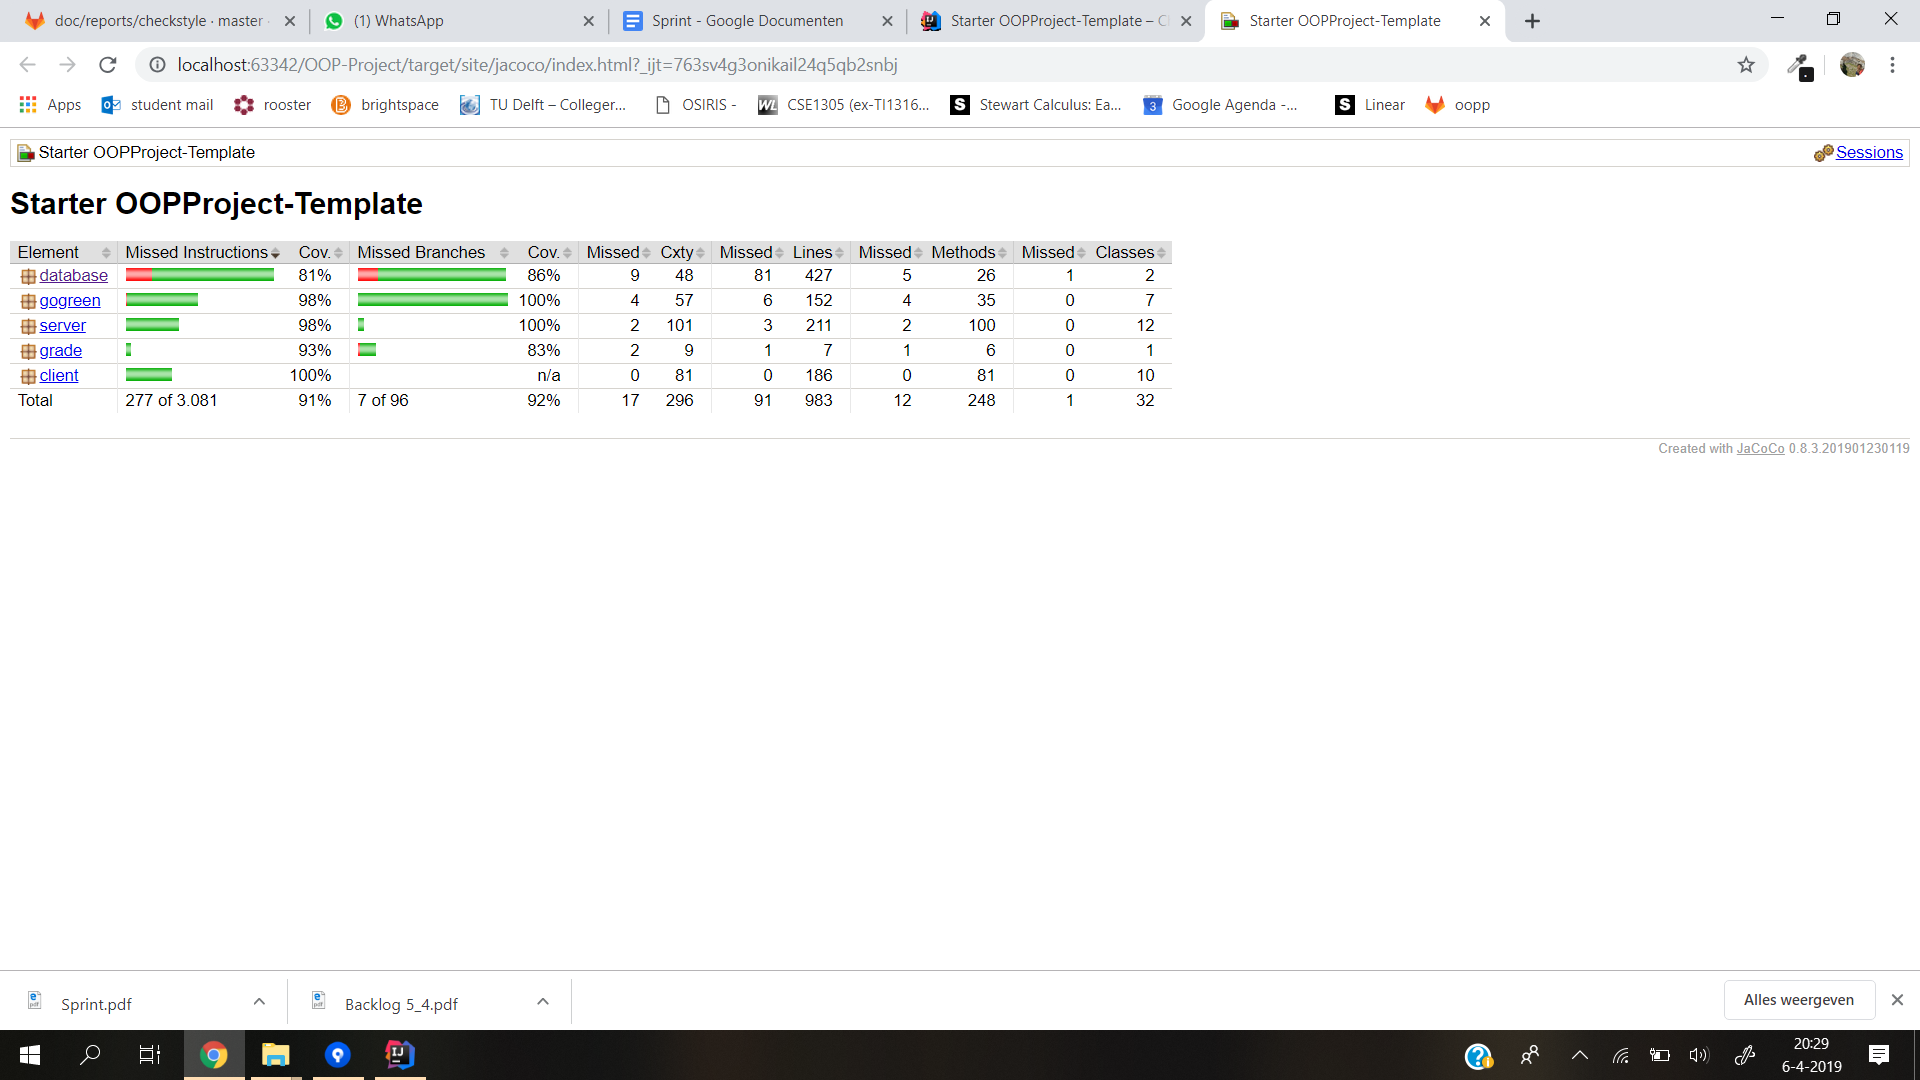 doc/reports/checkstyle · master · (1) WhatsApp Sprint - Google Documenten Starter OOPProject-Template – C Starter OOPProject-Template
localhost:63342/OOP-Project/target/site/jacoco/index.html?_ijt=763sv4g3onikail24q5qb2snbj
Apps student mail rooster brightspace TU Delft – Colleger... OSIRIS - CSE1305 (ex-TI1316... Stewart Calculus: Ea... Google Agenda -... Linear oopp
Starter OOPProject-Template Sessions
Starter OOPProject-Template
Element Missed Instructions Cov. Missed Branches Cov. Missed Cxty Missed Lines Missed Methods Missed Classes
database 81% 86% 9 48 81 427 5 26 1 2
gogreen 98% 100% 4 57 6 152 4 35 0 7
server 98% 100% 2 101 3 211 2 100 0 12
grade 93% 83% 2 9 1 7 1 6 0 1
client 100% n/a 0 81 0 186 0 81 0 10
Total 277 of 3.081 91% 7 of 96 92% 17 296 91 983 12 248 1 32
Created with JaCoCo 0.8.3.201901230119
Sprint.pdf Backlog 5_4.pdf Alles weergeven
20:29
6-4-2019